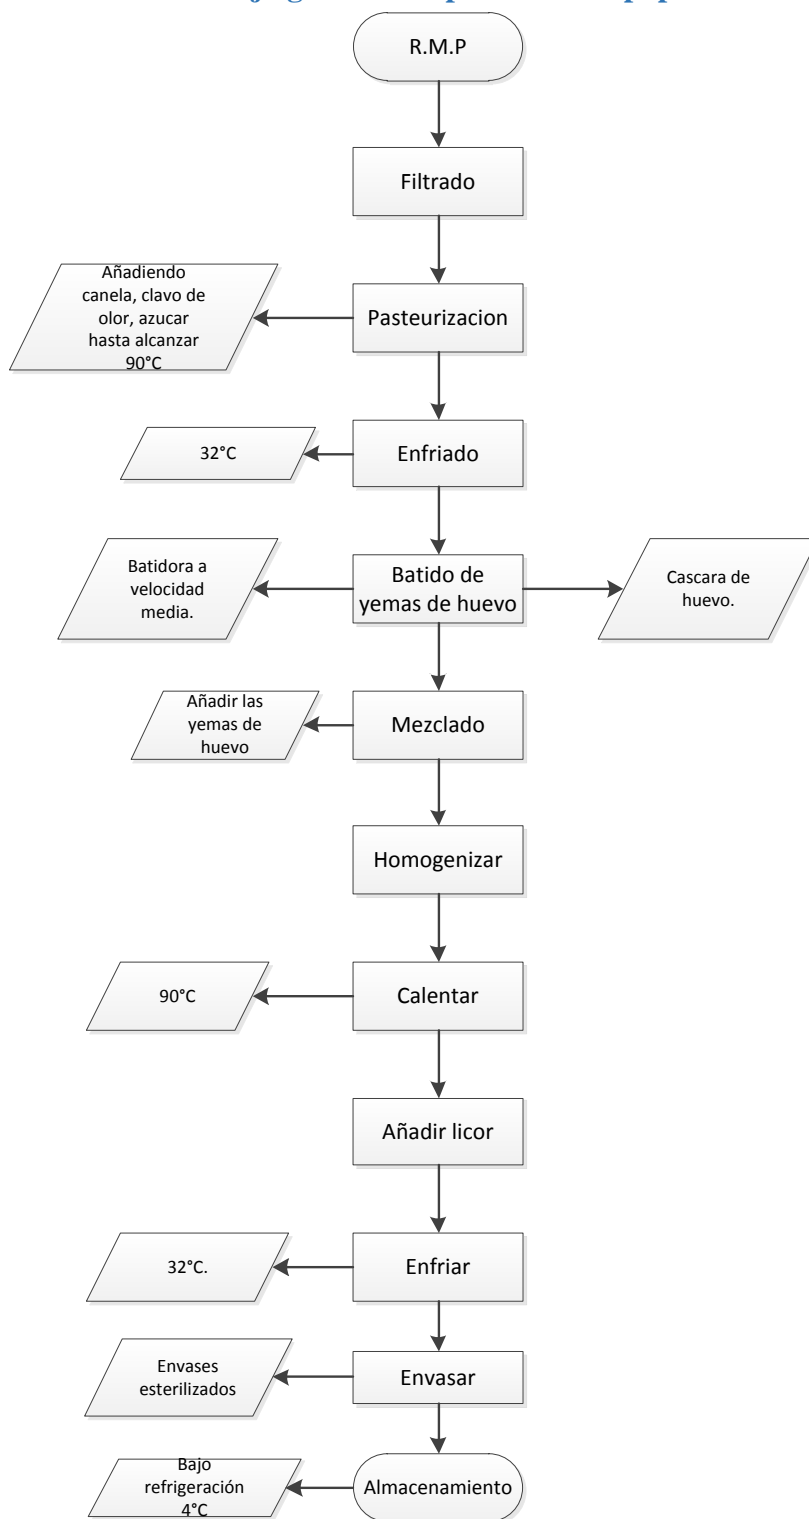 R.M.P
Filtrado
Añadiendo
canela, clavo de
olor, azucar
hasta alcanzar
90°C
Pasteurizacion
32°C
Enfriado
Batidora a
velocidad
media.
Batido de
yemas de huevo
Cascara de
huevo.
Añadir las
yemas de
huevo
Mezclado
Homogenizar
90°C
Calentar
Añadir licor
32°C.
Enfriar
Envases
esterilizados
Envasar
Bajo
refrigeración
4°C
Almacenamiento